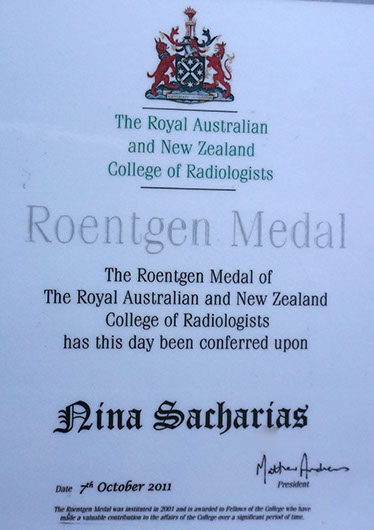 The Royal Australian
and New Zealand
College of Radiologists
Roentgen Medal
The Roentgen Medal of
The Royal Australian and New Zealand
College of Radiologists
has this day been conferred upon
Nina Sacharias
Matthew Andrews
Date 7th October 2011
President
The Roentgen Medal was instituted in 2001 and is awarded to Fellows of the College who have
made a valuable contribution to the affairs of the College over a significant period of time.